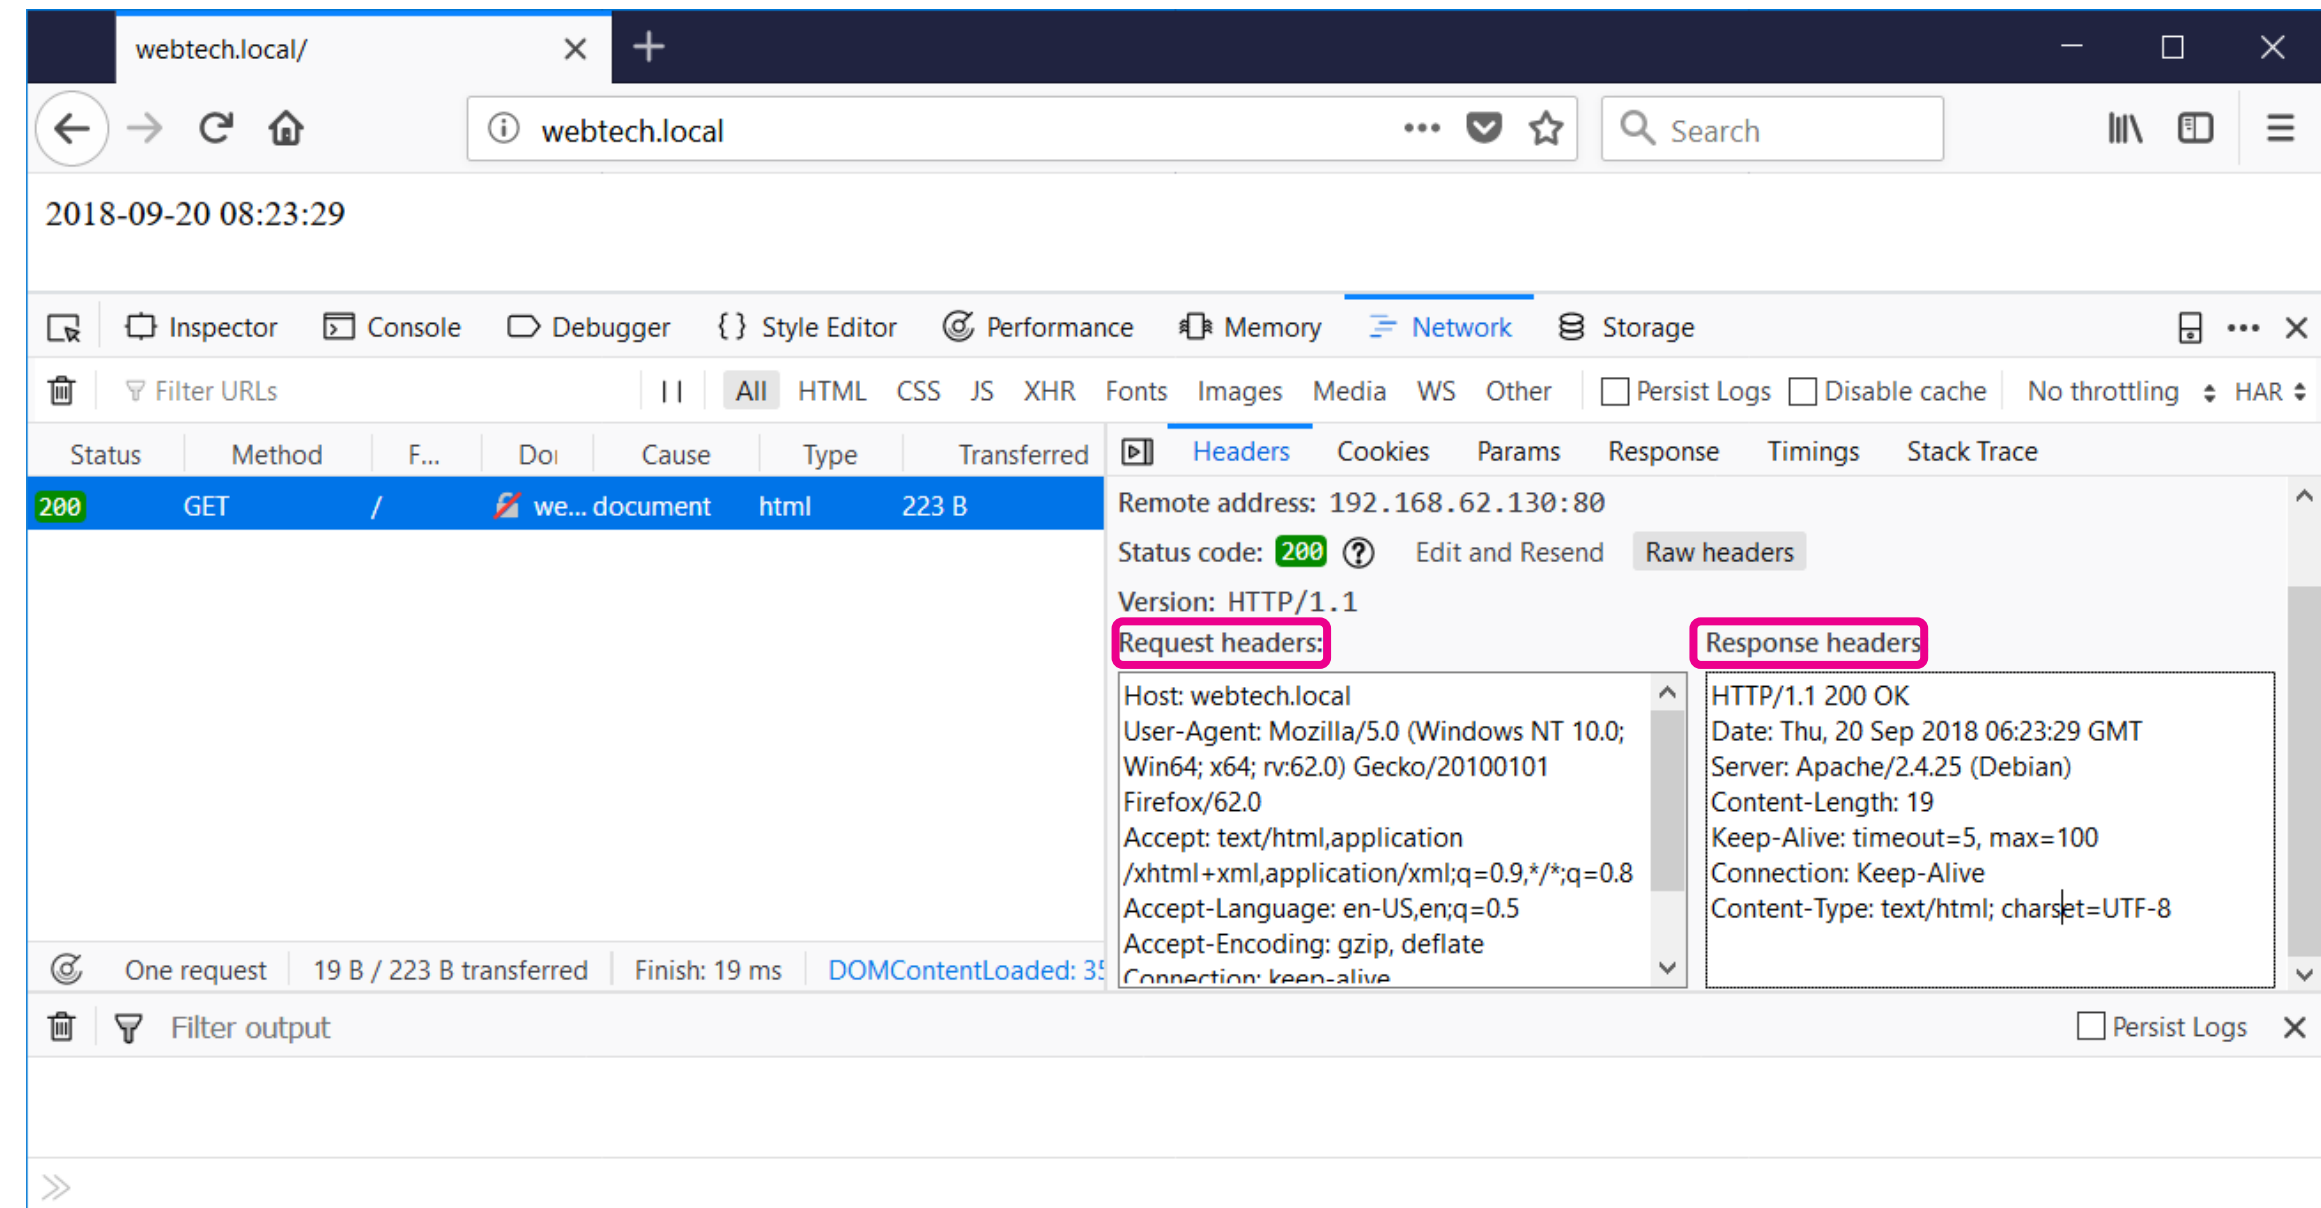 webtech.local/
webtech.local
Search
2018-09-20 08:23:29
Inspector Console Debugger { } Style Editor Performance Memory Network Storage
Filter URLs All HTML CSS JS XHR Fonts Images Media WS Other Persist Logs Disable cache No throttling HAR
Status Method F... Dor Cause Type Transferred
Headers Cookies Params Response Timings Stack Trace
200 GET / we... document html 223 B
Remote address: 192.168.62.130:80
Status code: 200 Edit and Resend Raw headers
Version: HTTP/1.1
Request headers:
Host: webtech.local
User-Agent: Mozilla/5.0 (Windows NT 10.0;
Win64; x64; rv:62.0) Gecko/20100101
Firefox/62.0
Accept: text/html,application
/xhtml+xml,application/xml;q=0.9,*/*;q=0.8
Accept-Language: en-US,en;q=0.5
Accept-Encoding: gzip, deflate
Connection: keep-alive
Response headers
HTTP/1.1 200 OK
Date: Thu, 20 Sep 2018 06:23:29 GMT
Server: Apache/2.4.25 (Debian)
Content-Length: 19
Keep-Alive: timeout=5, max=100
Connection: Keep-Alive
Content-Type: text/html; charset=UTF-8
One request 19 B / 223 B transferred Finish: 19 ms DOMContentLoaded: 35
Filter output Persist Logs